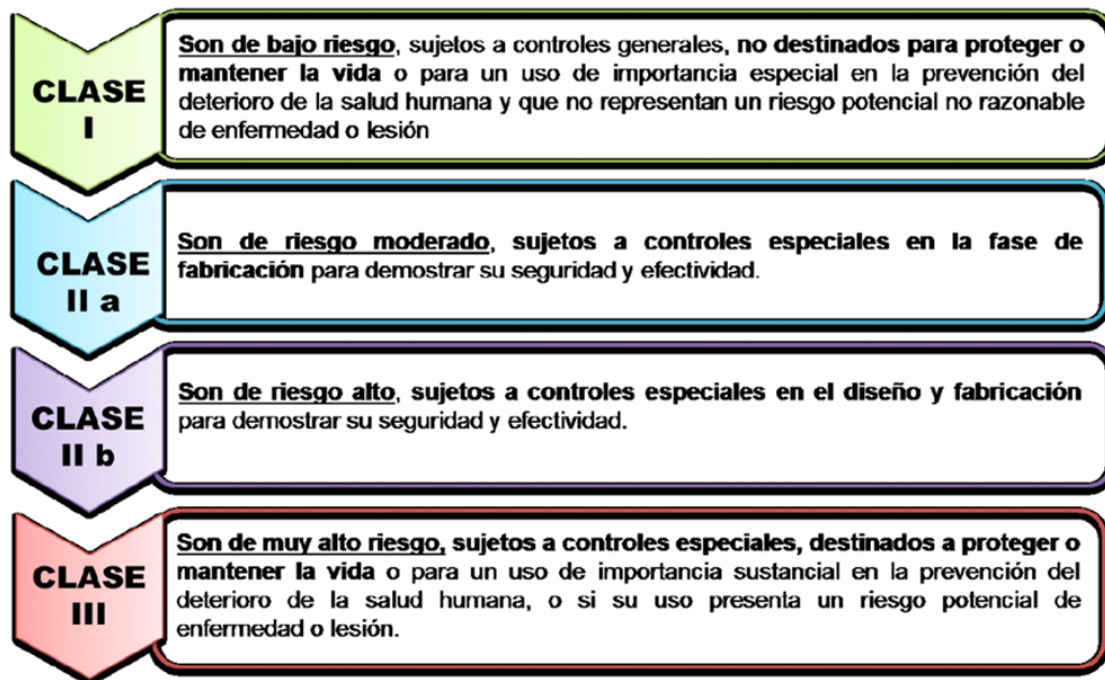 CLASE
I
Son de bajo riesgo, sujetos a controles generales, no destinados para proteger o
mantener la vida o para un uso de importancia especial en la prevención del
deterioro de la salud humana y que no representan un riesgo potencial no razonable
de enfermedad o lesión
CLASE
II a
Son de riesgo moderado, sujetos a controles especiales en la fase de
fabricación para demostrar su seguridad y efectividad.
CLASE
II b
Son de riesgo alto, sujetos a controles especiales en el diseño y fabricación
para demostrar su seguridad y efectividad.
CLASE
III
Son de muy alto riesgo, sujetos a controles especiales, destinados a proteger o
mantener la vida o para un uso de importancia sustancial en la prevención del
deterioro de la salud humana, o si su uso presenta un riesgo potencial de
enfermedad o lesión.